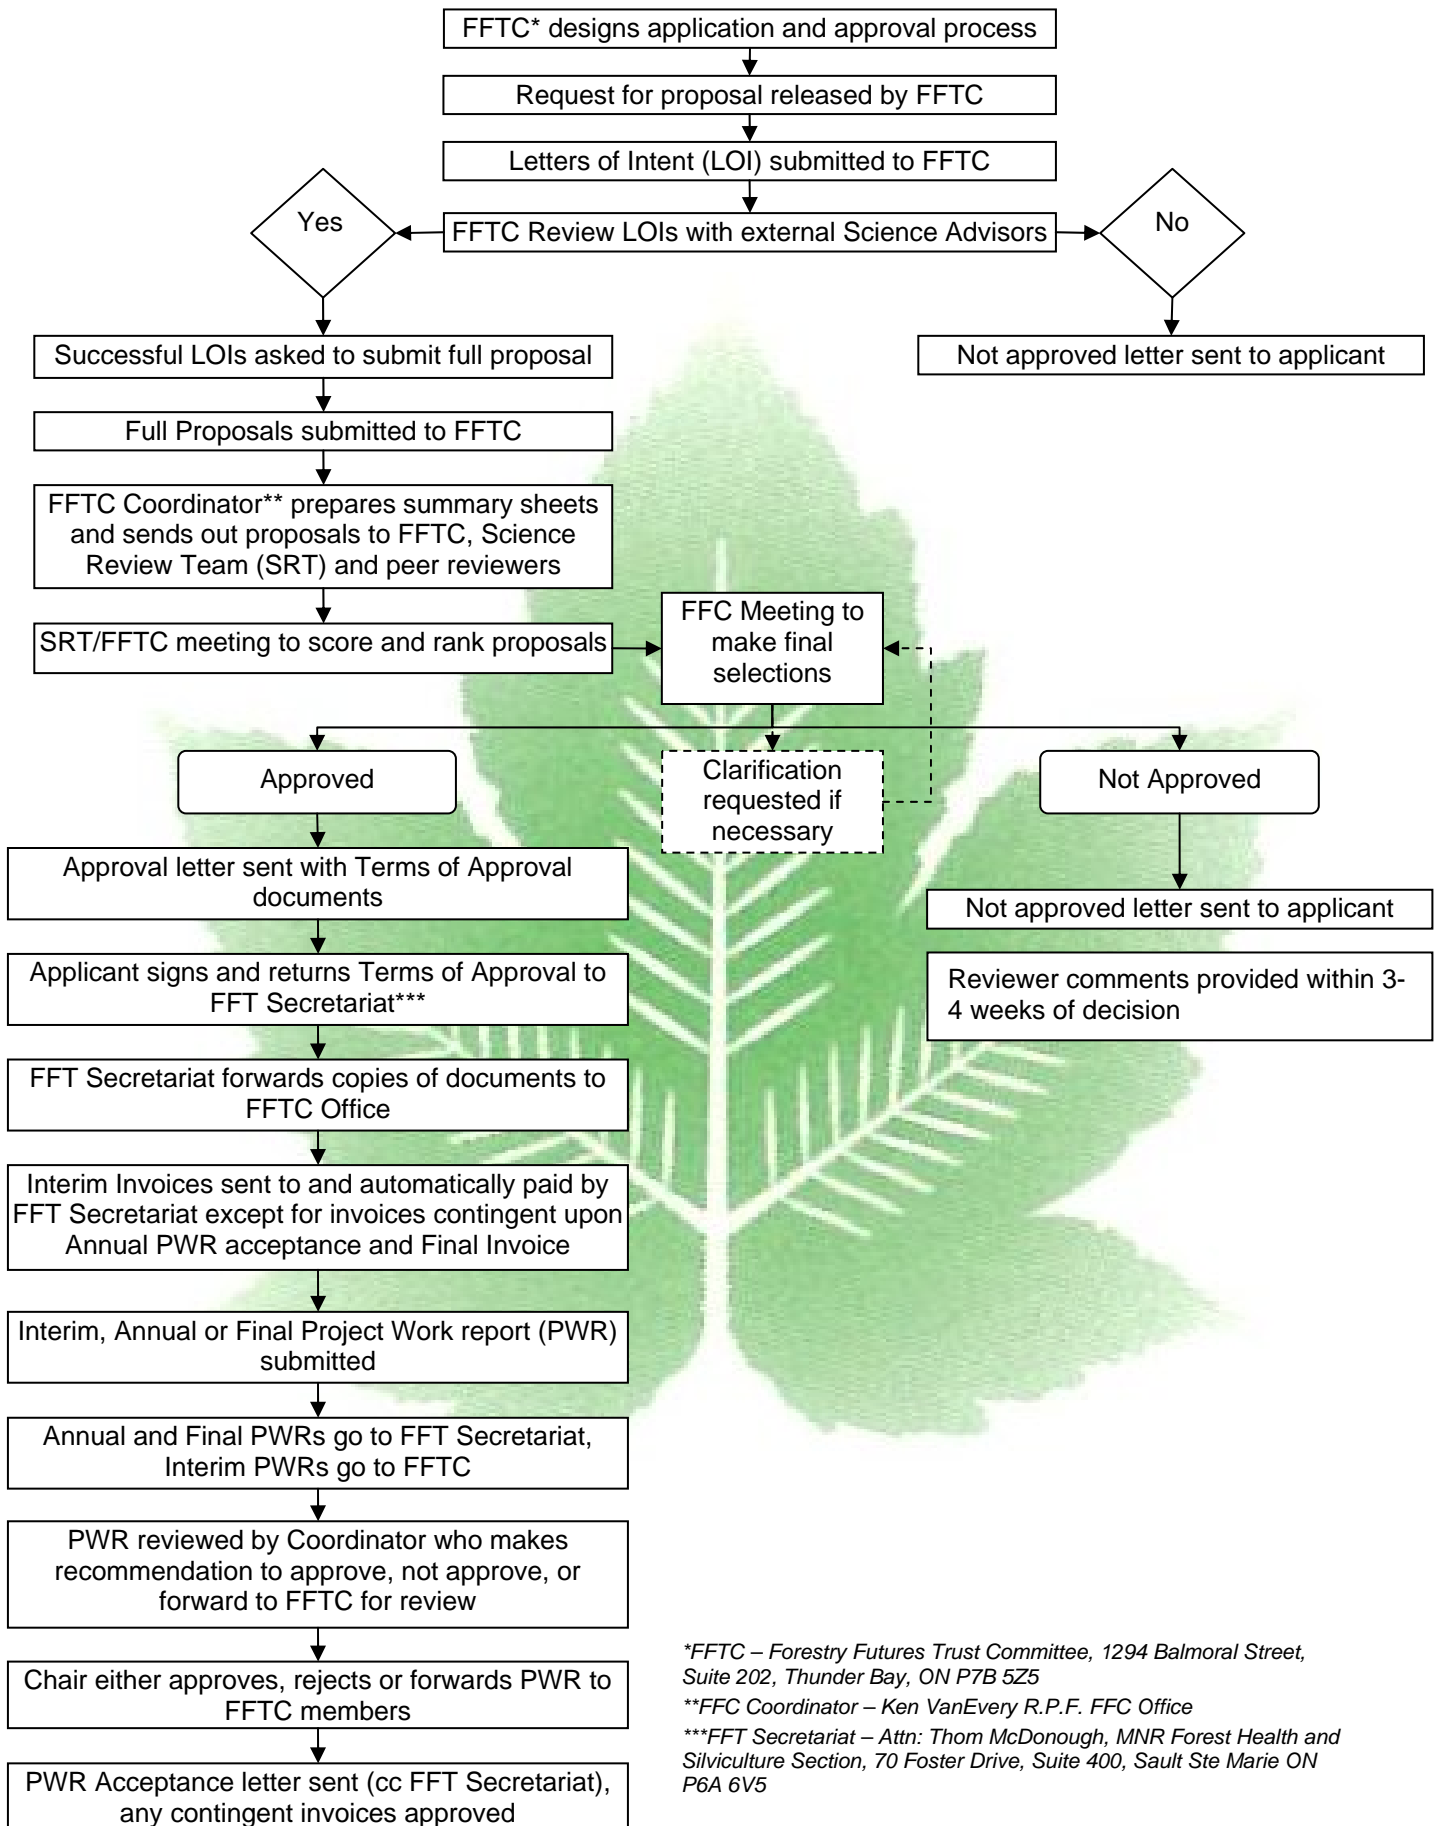 FFTC* designs application and approval process
Request for proposal released by FFTC
Letters of Intent (LOI) submitted to FFTC
Yes
FFTC Review LOIs with external Science Advisors
No
Successful LOIs asked to submit full proposal
Not approved letter sent to applicant
Full Proposals submitted to FFTC
FFTC Coordinator** prepares summary sheets
and sends out proposals to FFTC, Science
Review Team (SRT) and peer reviewers
SRT/FFTC meeting to score and rank proposals
FFC Meeting to
make final
selections
Approved
Clarification
requested if
necessary
Not Approved
Approval letter sent with Terms of Approval
documents
Not approved letter sent to applicant
Applicant signs and returns Terms of Approval to
FFT Secretariat***
Reviewer comments provided within 3-
4 weeks of decision
FFT Secretariat forwards copies of documents to
FFTC Office
Interim Invoices sent to and automatically paid by
FFT Secretariat except for invoices contingent upon
Annual PWR acceptance and Final Invoice
Interim, Annual or Final Project Work report (PWR)
submitted
Annual and Final PWRs go to FFT Secretariat,
Interim PWRs go to FFTC
PWR reviewed by Coordinator who makes
recommendation to approve, not approve, or
forward to FFTC for review
Chair either approves, rejects or forwards PWR to
FFTC members
PWR Acceptance letter sent (cc FFT Secretariat),
any contingent invoices approved
*FFTC – Forestry Futures Trust Committee, 1294 Balmoral Street,
Suite 202, Thunder Bay, ON P7B 5Z5
**FFC Coordinator – Ken VanEvery R.P.F. FFC Office
***FFT Secretariat – Attn: Thom McDonough, MNR Forest Health and
Silviculture Section, 70 Foster Drive, Suite 400, Sault Ste Marie ON
P6A 6V5